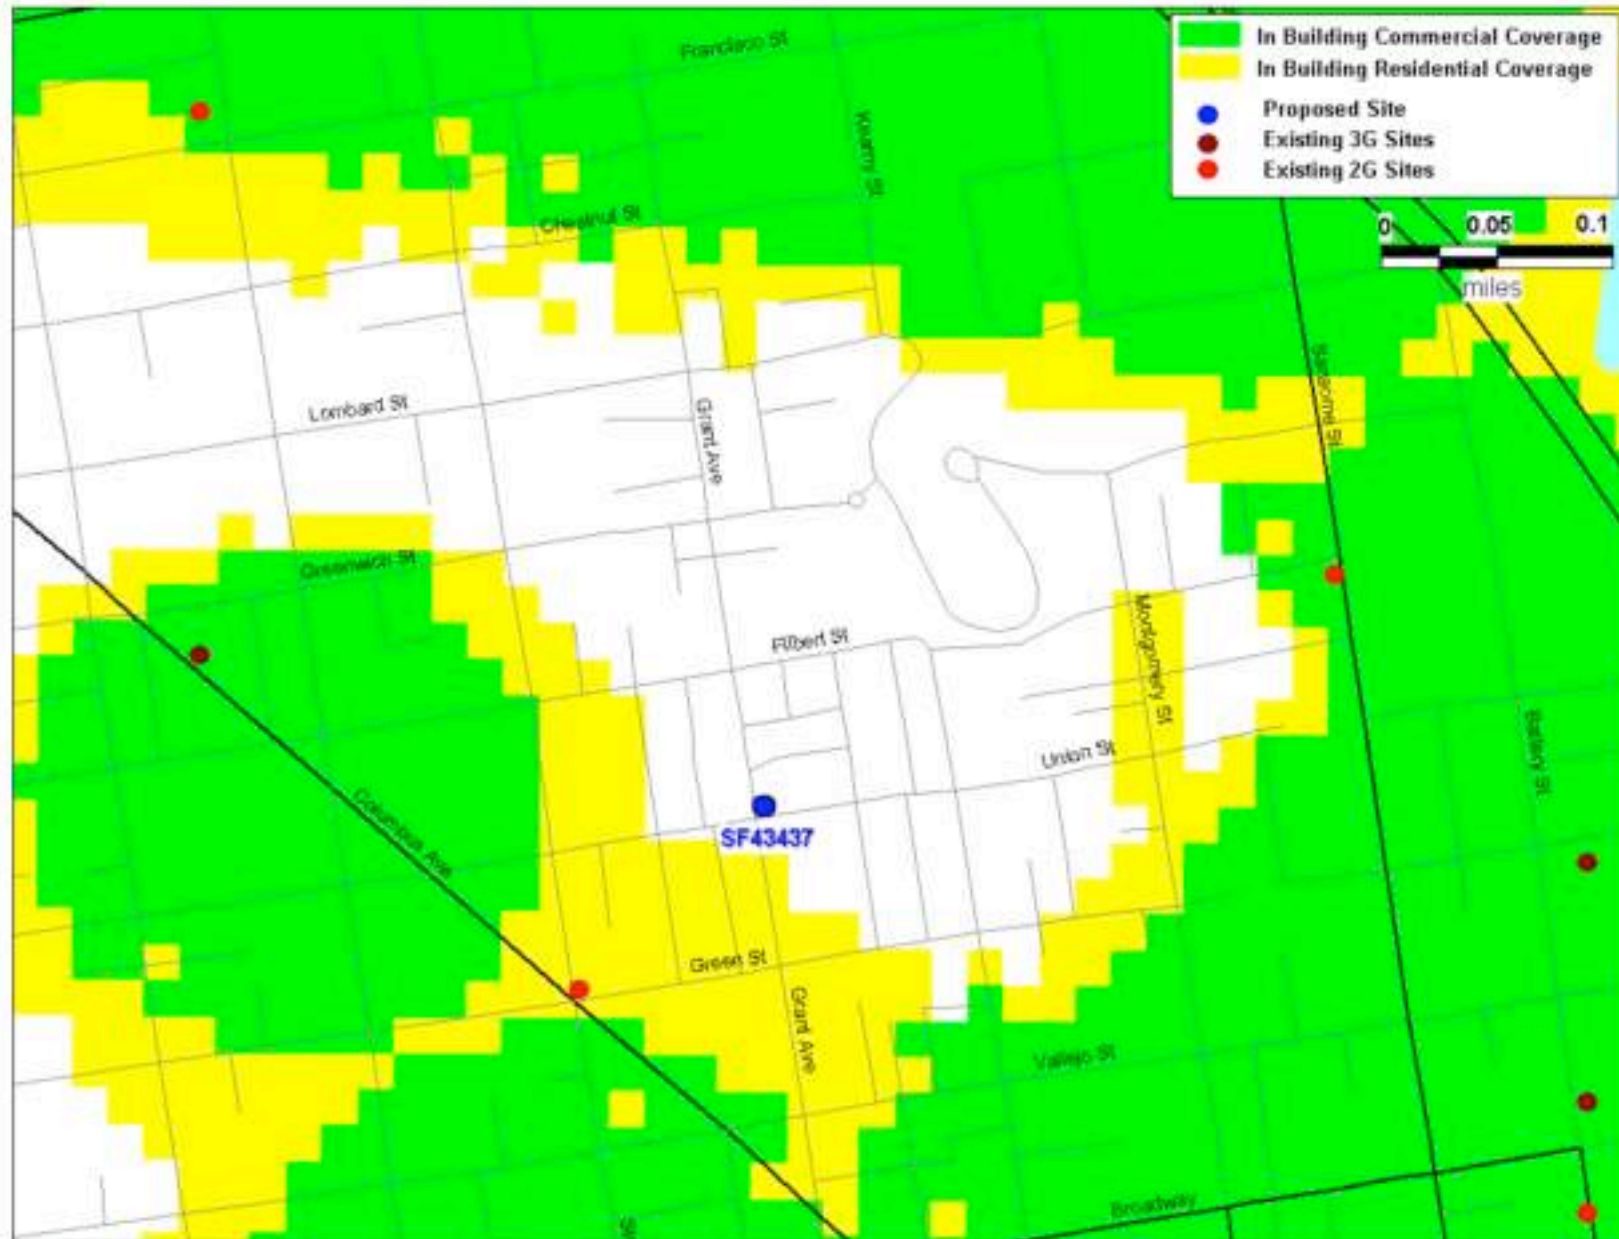 In Building Commercial Coverage
In Building Residential Coverage
Proposed Site
Existing 3G Sites
Existing 2G Sites
0 0.05 0.1
miles
Francisco St
Kearny St
Chestnut St
Sansome St
Lombard St
Grant Ave
Greenwich St
Filbert St
Montgomery St
Union St
Battery St
Columbus Ave
SF43437
Green St
Grant Ave
Vallejo St
Broadway
St